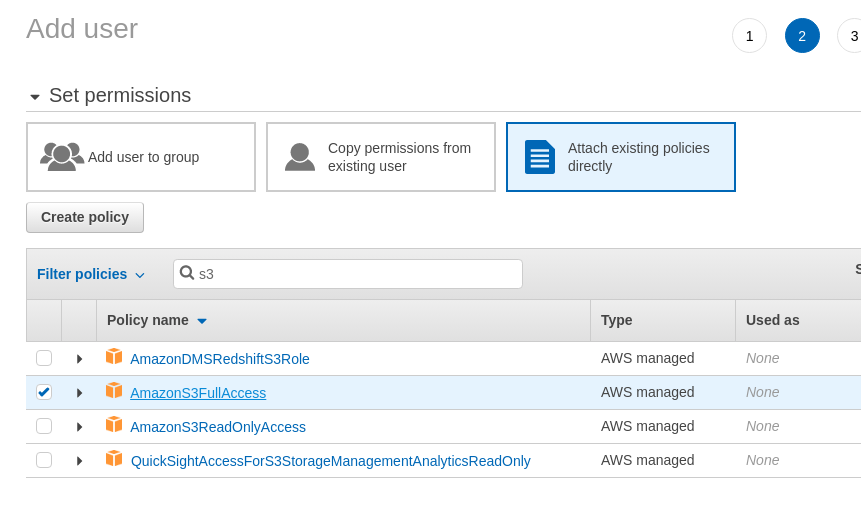 Add user
1 2 3
Set permissions
Add user to group
Copy permissions from
existing user
Attach existing policies
directly
Create policy
Filter policies
s3
Policy name Type Used as
AmazonDMSRedshiftS3Role AWS managed None
AmazonS3FullAccess AWS managed None
AmazonS3ReadOnlyAccess AWS managed None
QuickSightAccessForS3StorageManagementAnalyticsReadOnly AWS managed None